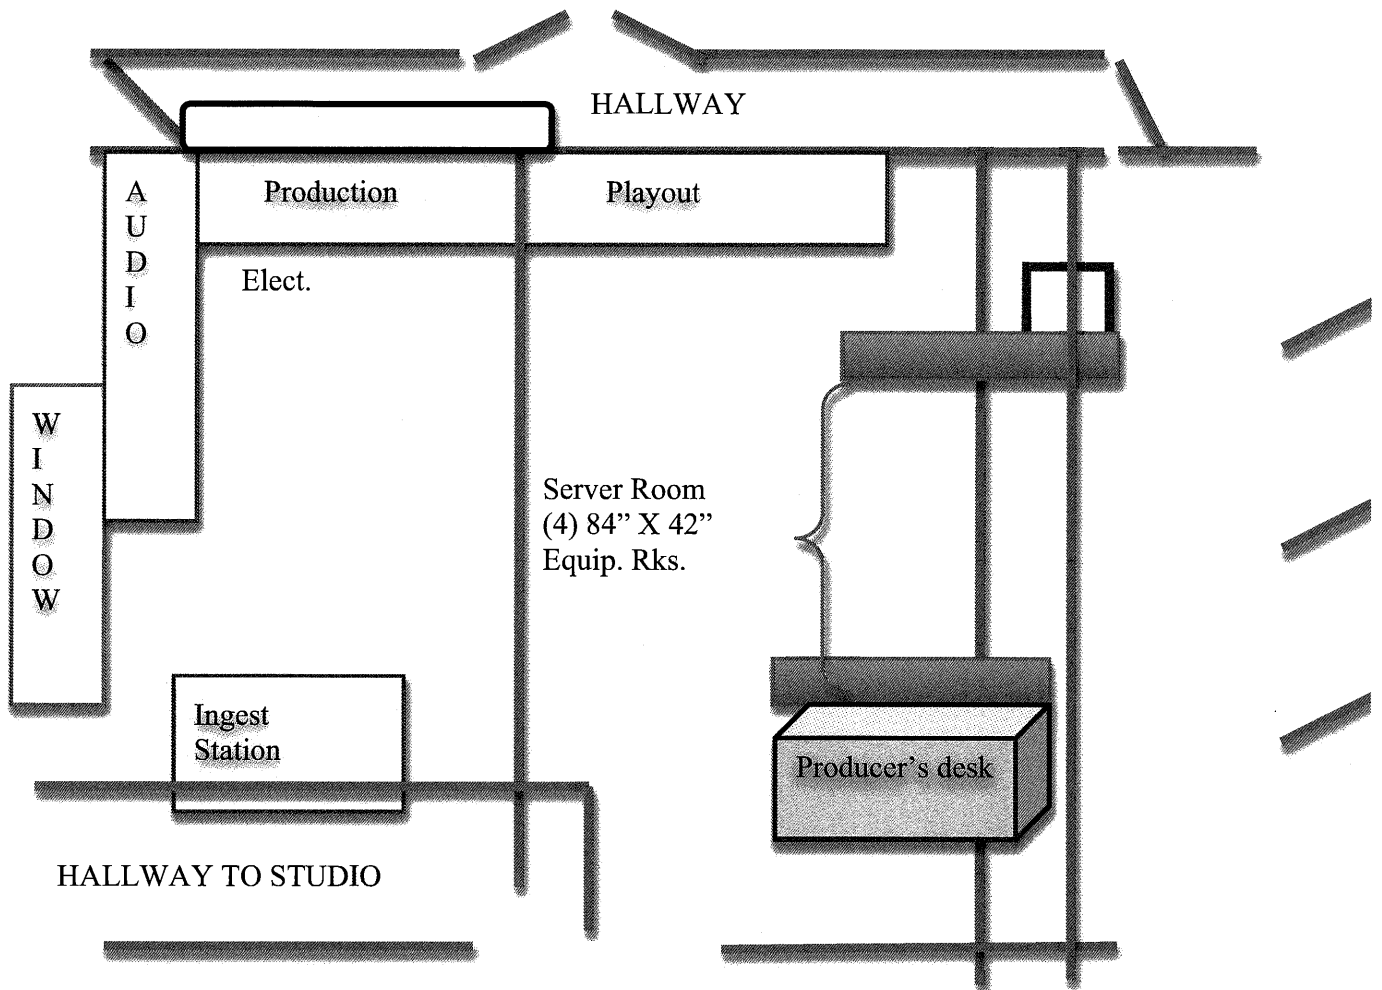 HALLWAY
A
U
D
I
O
Production
Playout
Elect.
W
I
N
D
O
W
Server Room
(4) 84” X 42”
Equip. Rks.
Ingest
Station
Producer’s desk
HALLWAY TO STUDIO